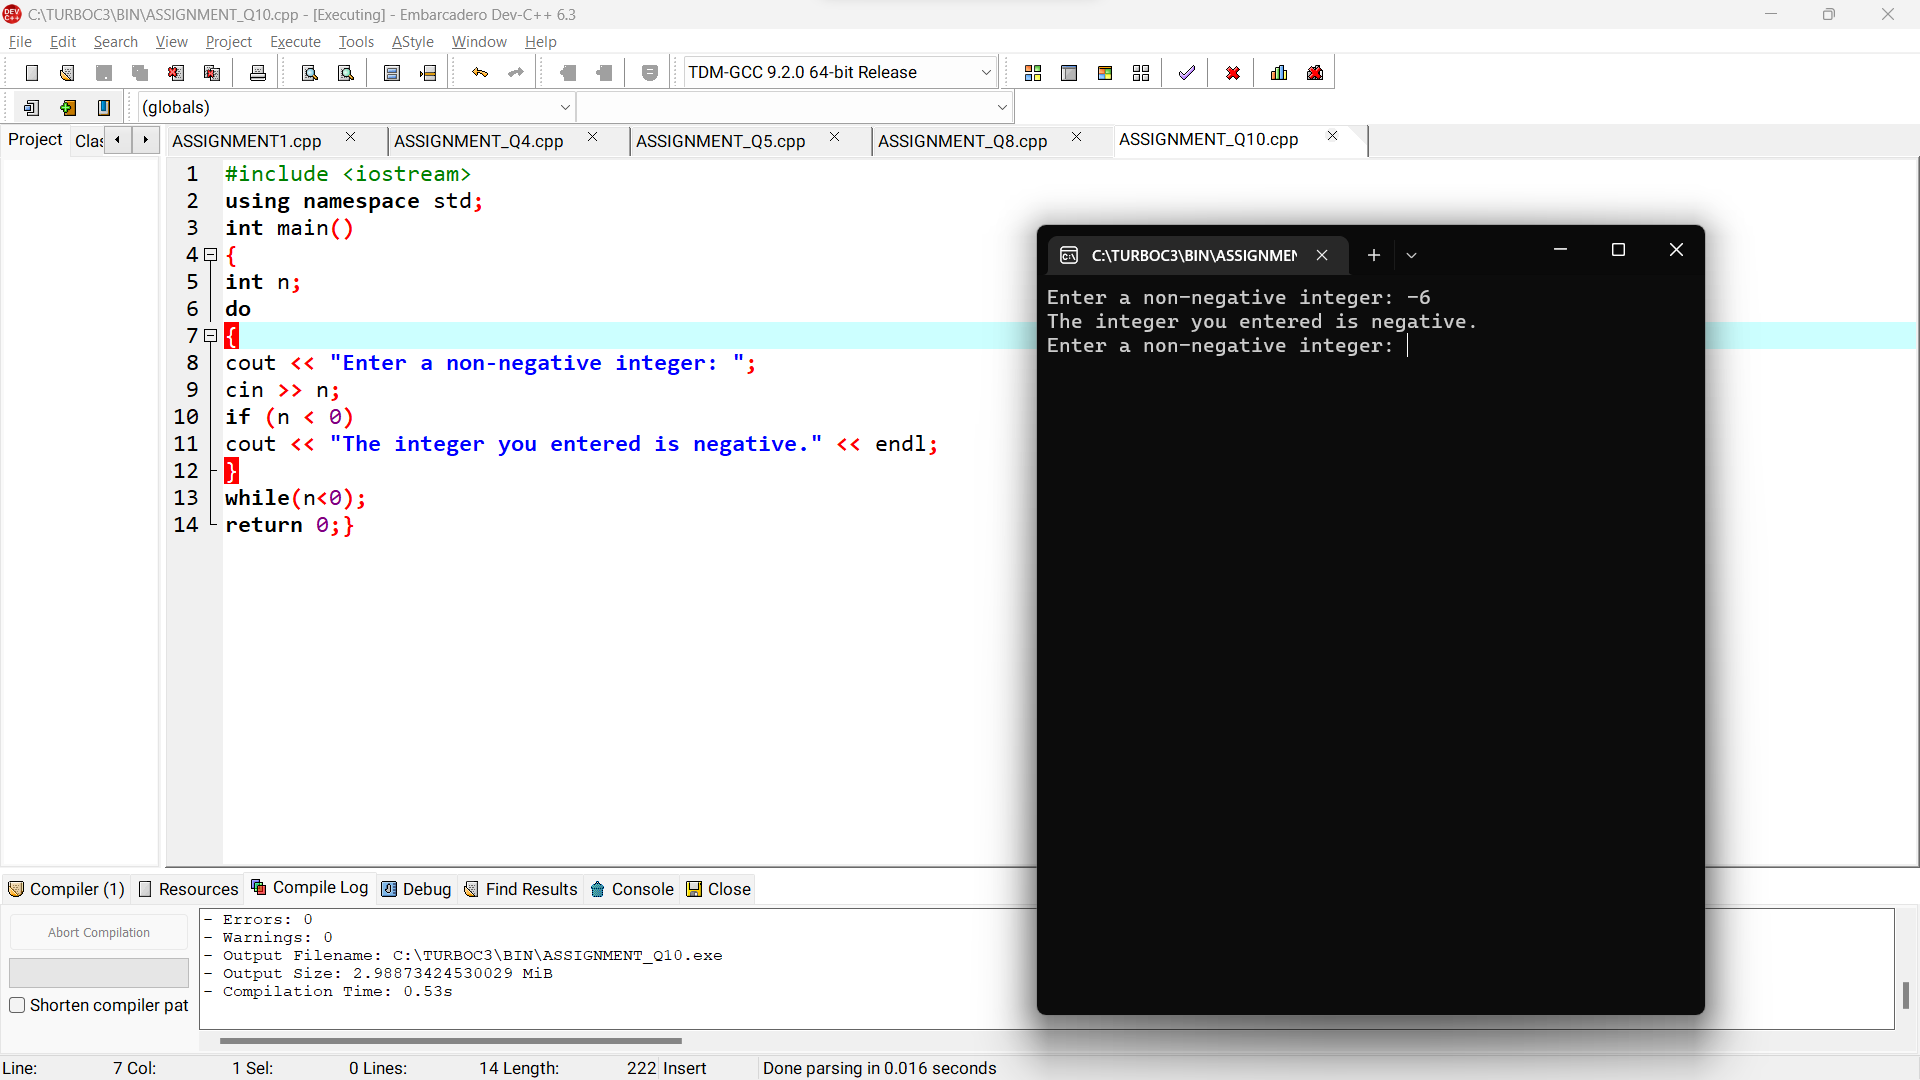 C:\TURBOC3\BIN\ASSIGNMENT_Q10.cpp - [Executing] - Embarcadero Dev-C++ 6.3
File Edit Search View Project Execute Tools AStyle Window Help
TDM-GCC 9.2.0 64-bit Release
(globals)
Project Clas
ASSIGNMENT1.cpp ASSIGNMENT_Q4.cpp ASSIGNMENT_Q5.cpp ASSIGNMENT_Q8.cpp ASSIGNMENT_Q10.cpp
1 #include <iostream>
2 using namespace std;
3 int main()
4 {
5 int n;
6 do
7 {
8 cout << "Enter a non-negative integer: ";
9 cin >> n;
10 if (n < 0)
11 cout << "The integer you entered is negative." << endl;
12 }
13 while(n<0);
14 return 0;}
C:\TURBOC3\BIN\ASSIGNMEN
Enter a non-negative integer: -6
The integer you entered is negative.
Enter a non-negative integer:
Compiler (1) Resources Compile Log Debug Find Results Console Close
Abort Compilation
Shorten compiler pat
- Errors: 0
- Warnings: 0
- Output Filename: C:\TURBOC3\BIN\ASSIGNMENT_Q10.exe
- Output Size: 2.98873424530029 MiB
- Compilation Time: 0.53s
Line: 7 Col: 1 Sel: 0 Lines: 14 Length: 222 Insert Done parsing in 0.016 seconds